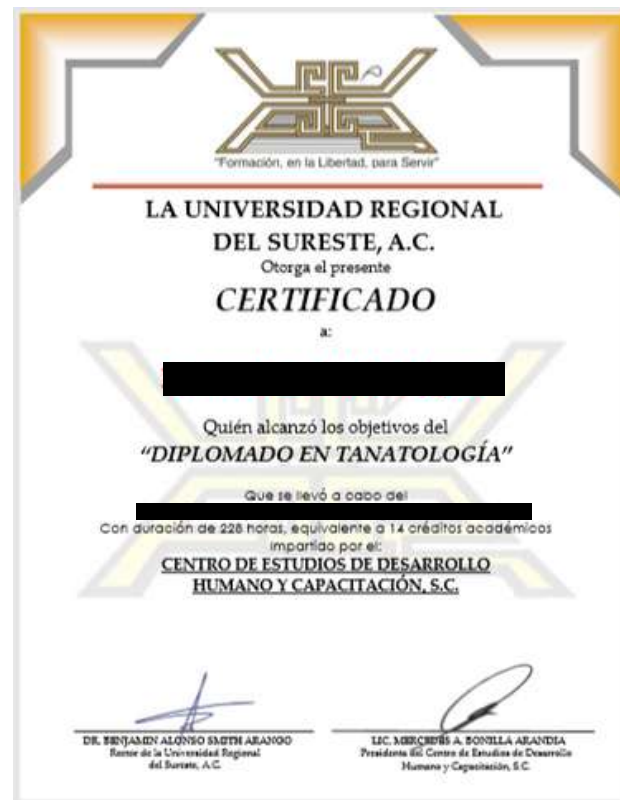 "Formación, en la Libertad, para Servir"
LA UNIVERSIDAD REGIONAL
DEL SURESTE, A.C.
Otorga el presente
CERTIFICADO
a:
Quién alcanzó los objetivos del
“DIPLOMADO EN TANATOLOGÍA”
Que se llevó a cabo del
Con duración de 228 horas, equivalente a 14 créditos académicos
impartido por el:
CENTRO DE ESTUDIOS DE DESARROLLO
HUMANO Y CAPACITACIÓN, S.C.
DR. BENJAMIN ALONSO SMITH ARANGO
Rector de la Universidad Regional
del Sureste, A.C.
LIC. MERCEDES A. BONILLA ARANDIA
Presidenta del Centro de Estudios de Desarrollo
Humano y Capacitación, S.C.